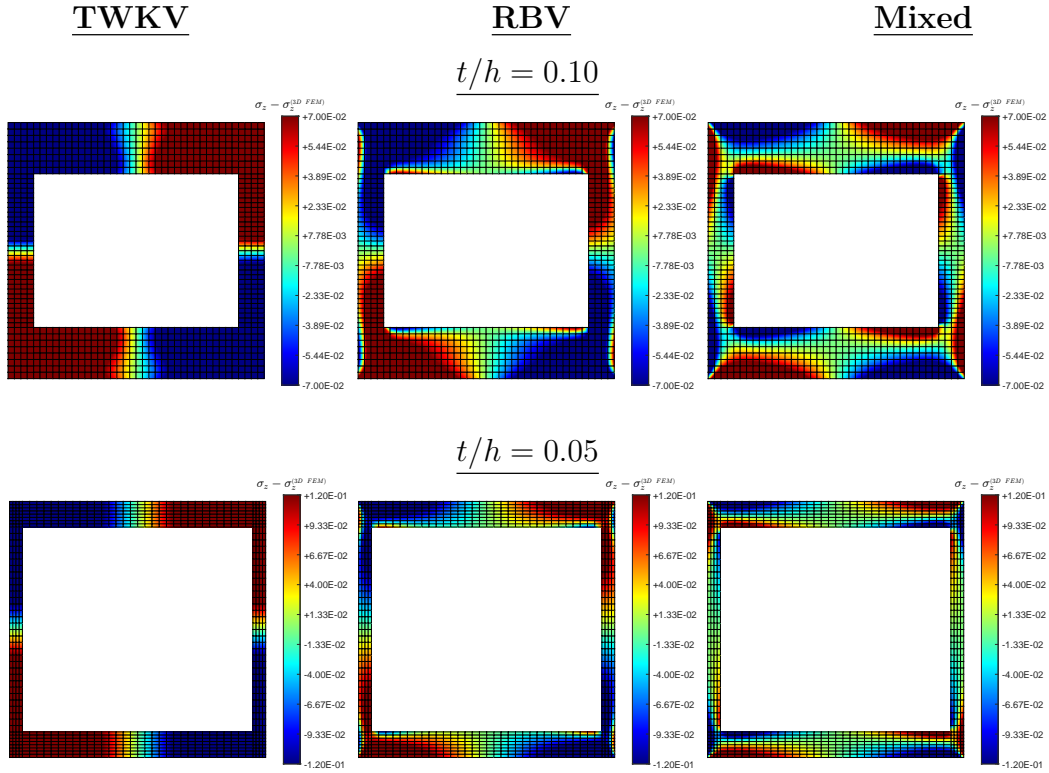 TWKV RBV Mixed
t/h = 0.10
σz − σz(3D FEM) σz − σz(3D FEM) σz − σz(3D FEM)
+7.00E-02 +7.00E-02 +7.00E-02
+5.44E-02 +5.44E-02 +5.44E-02
+3.89E-02 +3.89E-02 +3.89E-02
+2.33E-02 +2.33E-02 +2.33E-02
+7.78E-03 +7.78E-03 +7.78E-03
-7.78E-03 -7.78E-03 -7.78E-03
-2.33E-02 -2.33E-02 -2.33E-02
-3.89E-02 -3.89E-02 -3.89E-02
-5.44E-02 -5.44E-02 -5.44E-02
-7.00E-02 -7.00E-02 -7.00E-02
t/h = 0.05
σz − σz(3D FEM) σz − σz(3D FEM) σz − σz(3D FEM)
+1.20E-01 +1.20E-01 +1.20E-01
+9.33E-02 +9.33E-02 +9.33E-02
+6.67E-02 +6.67E-02 +6.67E-02
+4.00E-02 +4.00E-02 +4.00E-02
+1.33E-02 +1.33E-02 +1.33E-02
-1.33E-02 -1.33E-02 -1.33E-02
-4.00E-02 -4.00E-02 -4.00E-02
-6.67E-02 -6.67E-02 -6.67E-02
-9.33E-02 -9.33E-02 -9.33E-02
-1.20E-01 -1.20E-01 -1.20E-01